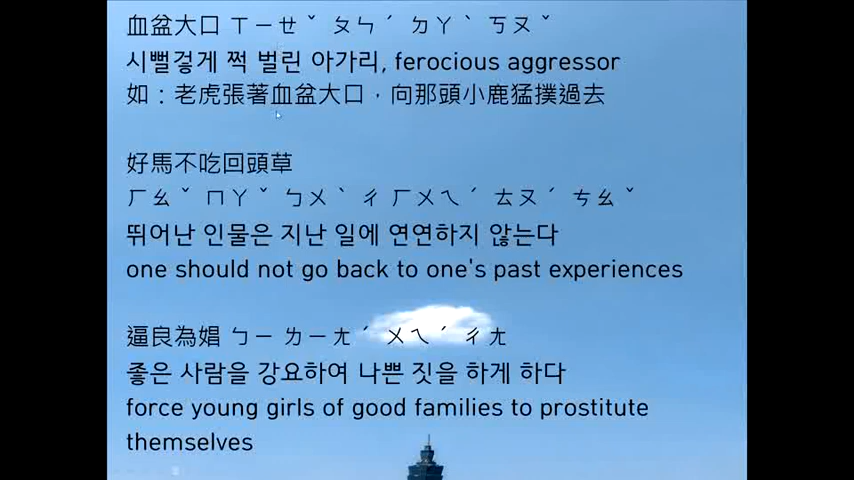 血盆大口 ㄒㄧㄝˇ ㄆㄣˊ ㄉㄚˋ ㄎㄡˇ
시뻘겋게 쩍 벌린 아가리, ferocious aggressor
如：老虎張著血盆大口，向那頭小鹿猛撲過去
好馬不吃回頭草
ㄏㄠˇ ㄇㄚˇ ㄅㄨˋ ㄔ ㄏㄨㄟˊ ㄊㄡˊ ㄘㄠˇ
뛰어난 인물은 지난 일에 연연하지 않는다
one should not go back to one's past experiences
逼良為娼 ㄅㄧ ㄌㄧㄤˊ ㄨㄟˊ ㄔㄤ
좋은 사람을 강요하여 나쁜 짓을 하게 하다
force young girls of good families to prostitute
themselves